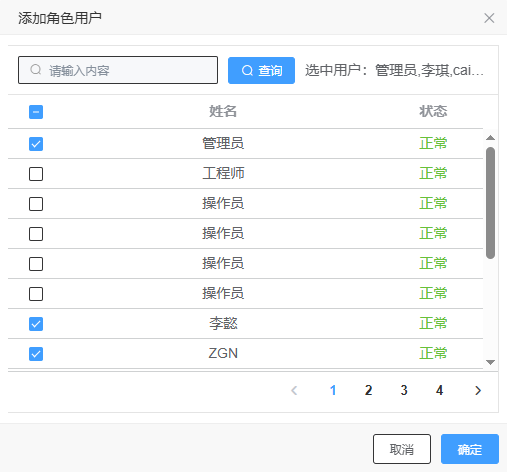 添加角色用户
请输入内容 查询 选中用户：管理员,李琪,cai...
姓名 状态
管理员 正常
工程师 正常
操作员 正常
操作员 正常
操作员 正常
操作员 正常
李懿 正常
ZGN 正常
1 2 3 4
取消 确定